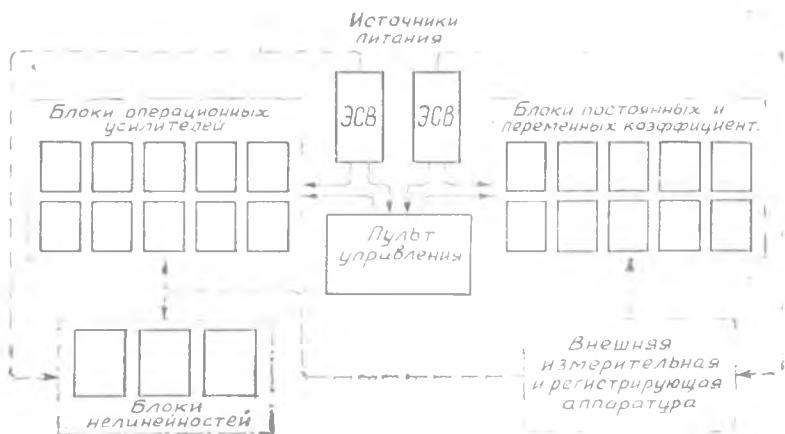 Источники
питания
ЭСВ
ЭСВ
Блоки операционных
усилителей
Блоки постоянных и
переменных коэффициент.
Пульт
управления
Блоки
нелинейностей
Внешняя
измерительная
и регистрирующая
аппаратура